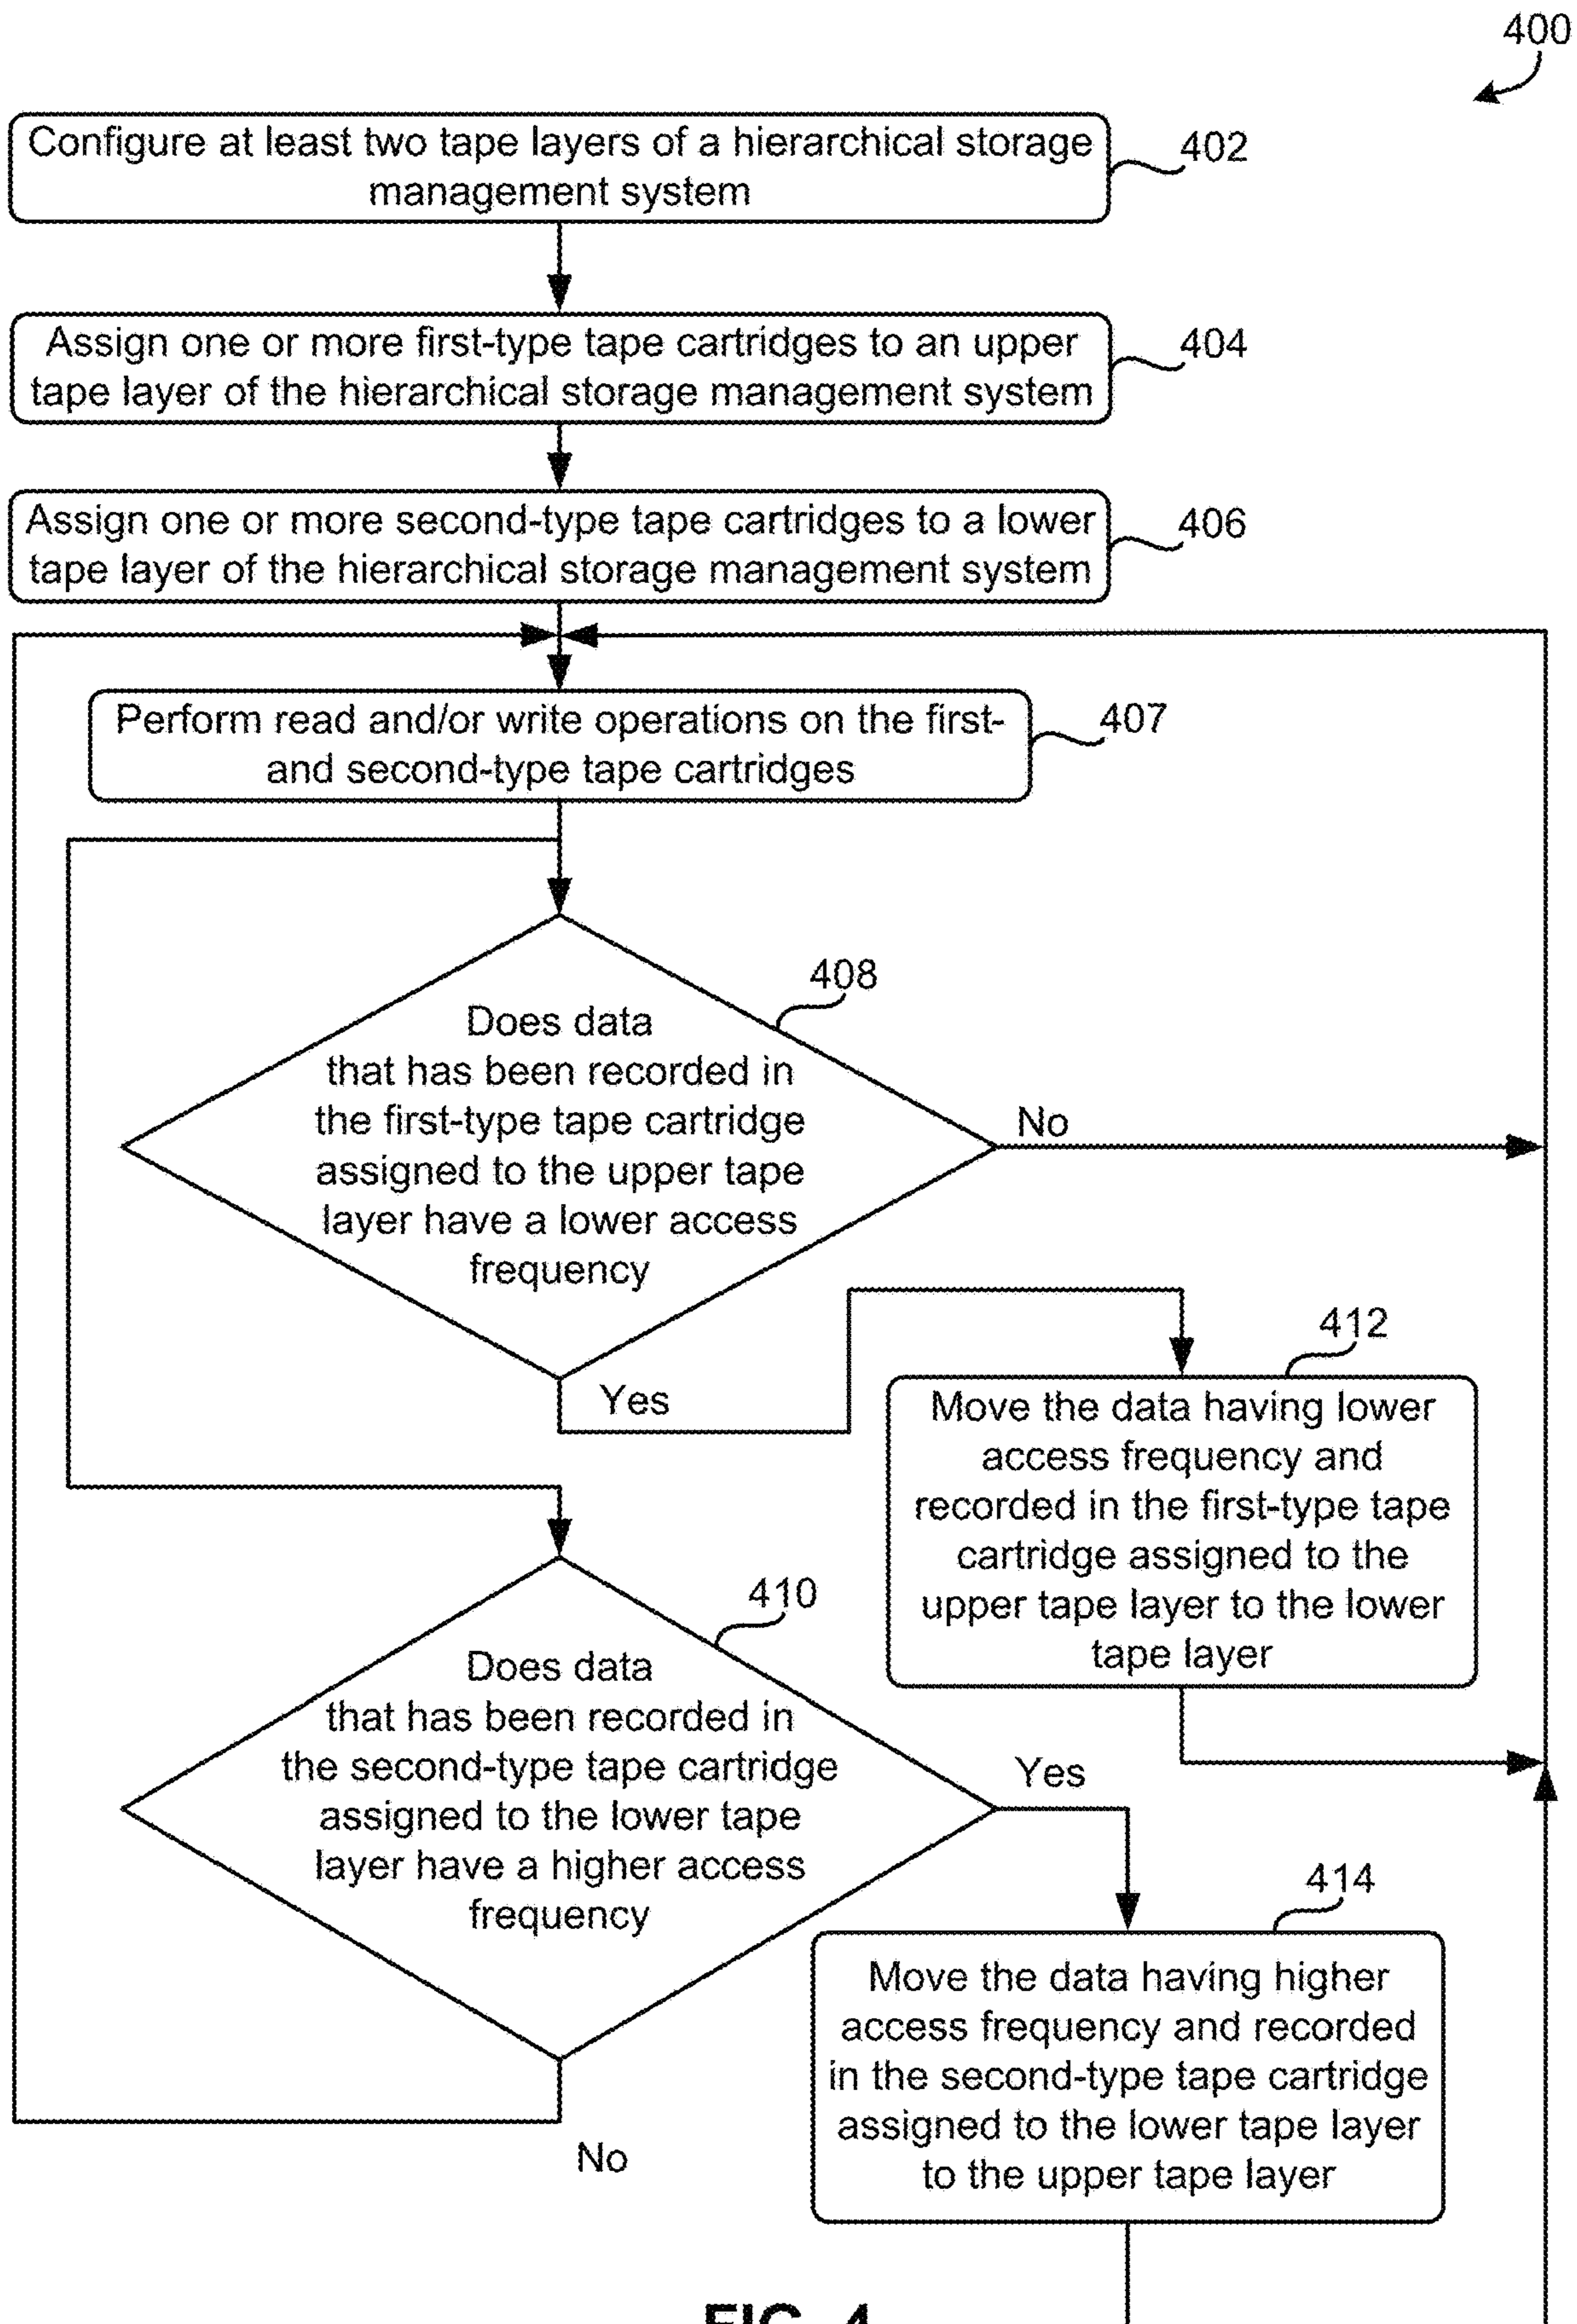 400
Configure at least two tape layers of a hierarchical storage
management system
402
Assign one or more first-type tape cartridges to an upper
tape layer of the hierarchical storage management system
404
Assign one or more second-type tape cartridges to a lower
tape layer of the hierarchical storage management system
406
Perform read and/or write operations on the first-
and second-type tape cartridges
407
408
Does data
that has been recorded in
the first-type tape cartridge
assigned to the upper tape
layer have a lower access
frequency
No
Yes
412
Move the data having lower
access frequency and
recorded in the first-type tape
cartridge assigned to the
upper tape layer to the lower
tape layer
410
Does data
that has been recorded in
the second-type tape cartridge
assigned to the lower tape
layer have a higher access
frequency
Yes
No
414
Move the data having higher
access frequency and recorded
in the second-type tape cartridge
assigned to the lower tape layer
to the upper tape layer
FIG. 4